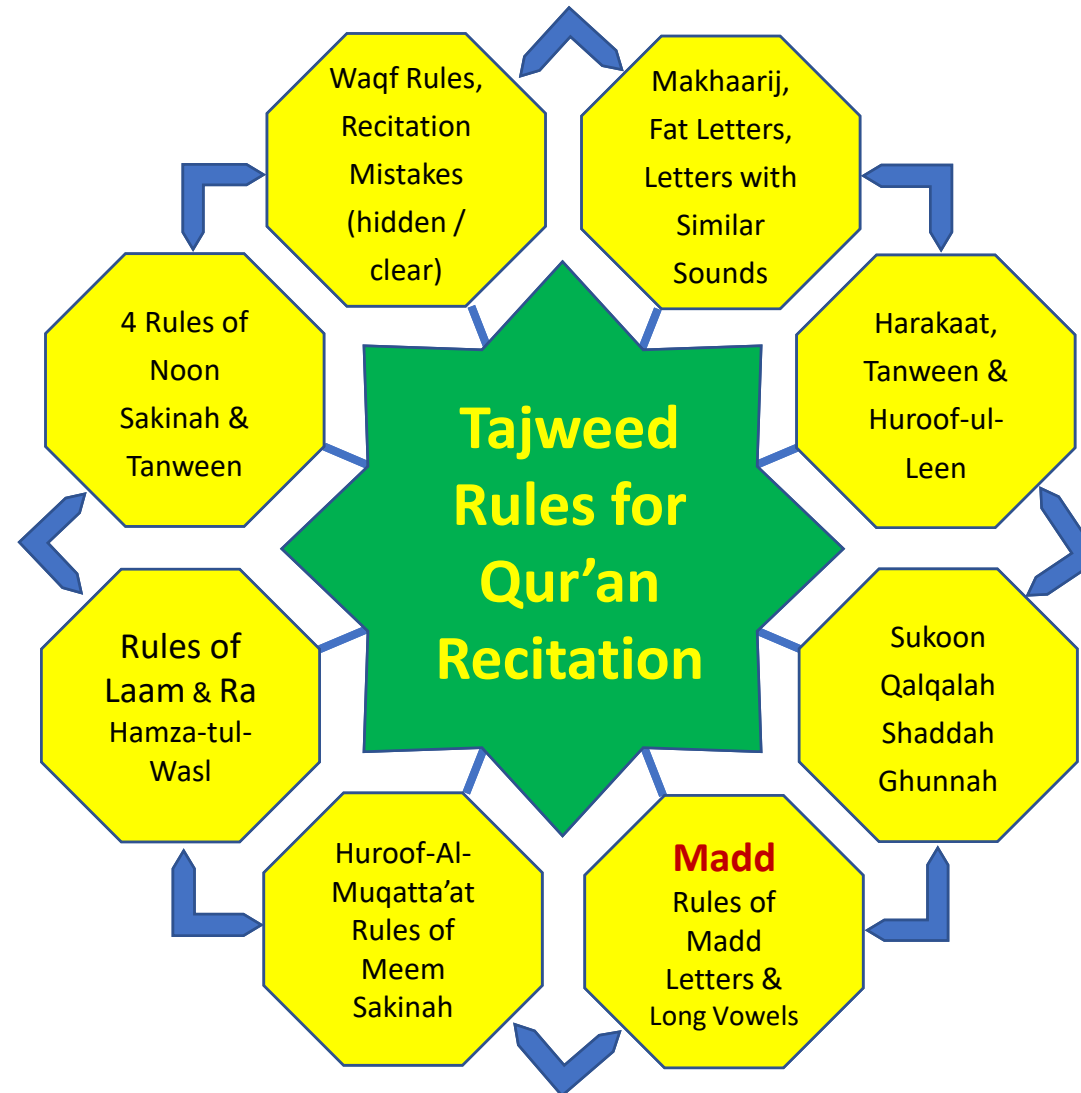 Tajweed
Rules for
Qur’an
Recitation
Makhaarij,
Fat Letters,
Letters with
Similar
Sounds
Harakaat,
Tanween &
Huroof-ul-
Leen
Sukoon
Qalqalah
Shaddah
Ghunnah
Madd
Rules of
Madd
Letters &
Long Vowels
Huroof-Al-
Muqatta’at
Rules of
Meem
Sakinah
Rules of
Laam & Ra
Hamza-tul-
Wasl
4 Rules of
Noon
Sakinah &
Tanween
Waqf Rules,
Recitation
Mistakes
(hidden /
clear)